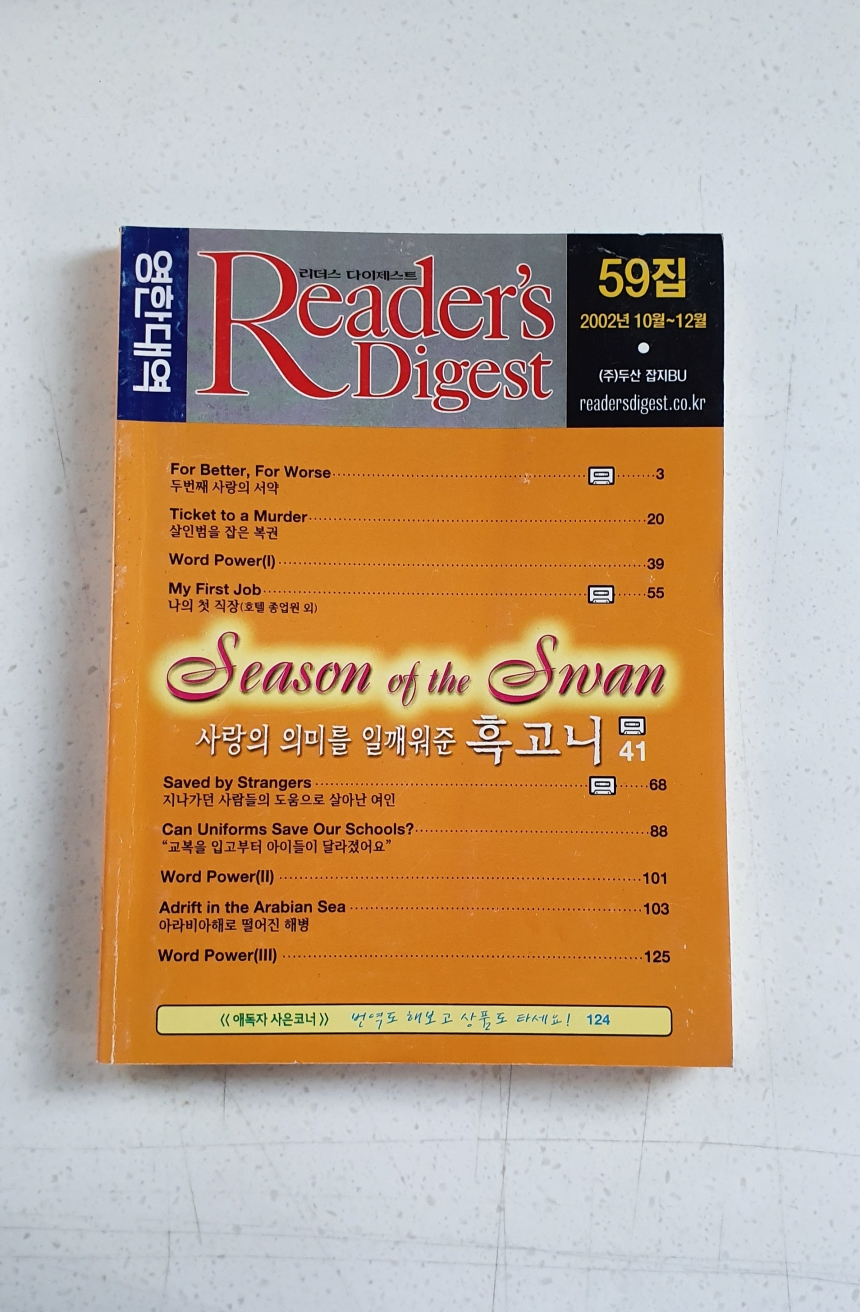 영한대역
리더스 다이제스트
Reader's
Digest
59집
2002년 10월~12월
(주)두산 잡지BU
readersdigest.co.kr
For Better, For Worse 3
두번째 사랑의 서약
Ticket to a Murder 20
살인범을 잡은 복권
Word Power(I) 39
My First Job 55
나의 첫 직장(호텔 종업원 외)
Season of the Swan
사랑의 의미를 일깨워준 흑고니 41
Saved by Strangers 68
지나가던 사람들의 도움으로 살아난 여인
Can Uniforms Save Our Schools? 88
“교복을 입고부터 아이들이 달라졌어요”
Word Power(II) 101
Adrift in the Arabian Sea 103
아라비아해로 떨어진 해병
Word Power(III) 125
《애독자 사은코너》 번역도 해보고 상품도 타세요! 124